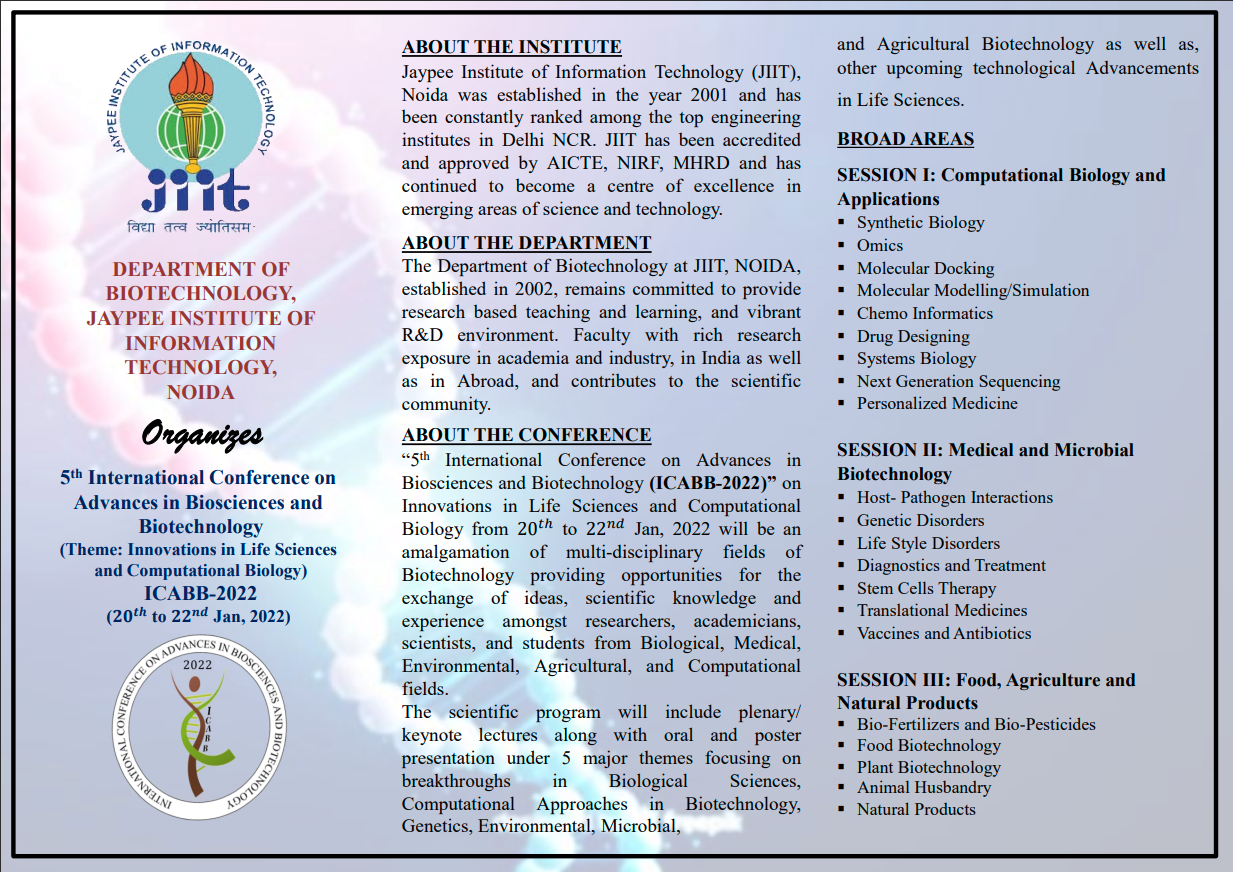 JAYPEE INSTITUTE OF INFORMATION TECHNOLOGY
jiit
विद्या तत्व ज्योतिसमः
DEPARTMENT OF
BIOTECHNOLOGY,
JAYPEE INSTITUTE OF
INFORMATION
TECHNOLOGY,
NOIDA
Organizes
5th International Conference on
Advances in Biosciences and
Biotechnology
(Theme: Innovations in Life Sciences
and Computational Biology)
ICABB-2022
(20th to 22nd Jan, 2022)
INTERNATIONAL CONFERENCE ON ADVANCES IN BIOSCIENCES AND BIOTECHNOLOGY
2022
ICABB
ABOUT THE INSTITUTE
Jaypee Institute of Information Technology (JIIT),
Noida was established in the year 2001 and has
been constantly ranked among the top engineering
institutes in Delhi NCR. JIIT has been accredited
and approved by AICTE, NIRF, MHRD and has
continued to become a centre of excellence in
emerging areas of science and technology.
ABOUT THE DEPARTMENT
The Department of Biotechnology at JIIT, NOIDA,
established in 2002, remains committed to provide
research based teaching and learning, and vibrant
R&D environment. Faculty with rich research
exposure in academia and industry, in India as well
as in Abroad, and contributes to the scientific
community.
ABOUT THE CONFERENCE
“5th International Conference on Advances in
Biosciences and Biotechnology (ICABB-2022)” on
Innovations in Life Sciences and Computational
Biology from 20th to 22nd Jan, 2022 will be an
amalgamation of multi-disciplinary fields of
Biotechnology providing opportunities for the
exchange of ideas, scientific knowledge and
experience amongst researchers, academicians,
scientists, and students from Biological, Medical,
Environmental, Agricultural, and Computational
fields.
The scientific program will include plenary/
keynote lectures along with oral and poster
presentation under 5 major themes focusing on
breakthroughs in Biological Sciences,
Computational Approaches in Biotechnology,
Genetics, Environmental, Microbial,
and Agricultural Biotechnology as well as,
other upcoming technological Advancements
in Life Sciences.
BROAD AREAS
SESSION I: Computational Biology and
Applications
▪ Synthetic Biology
▪ Omics
▪ Molecular Docking
▪ Molecular Modelling/Simulation
▪ Chemo Informatics
▪ Drug Designing
▪ Systems Biology
▪ Next Generation Sequencing
▪ Personalized Medicine
SESSION II: Medical and Microbial
Biotechnology
▪ Host- Pathogen Interactions
▪ Genetic Disorders
▪ Life Style Disorders
▪ Diagnostics and Treatment
▪ Stem Cells Therapy
▪ Translational Medicines
▪ Vaccines and Antibiotics
SESSION III: Food, Agriculture and
Natural Products
▪ Bio-Fertilizers and Bio-Pesticides
▪ Food Biotechnology
▪ Plant Biotechnology
▪ Animal Husbandry
▪ Natural Products